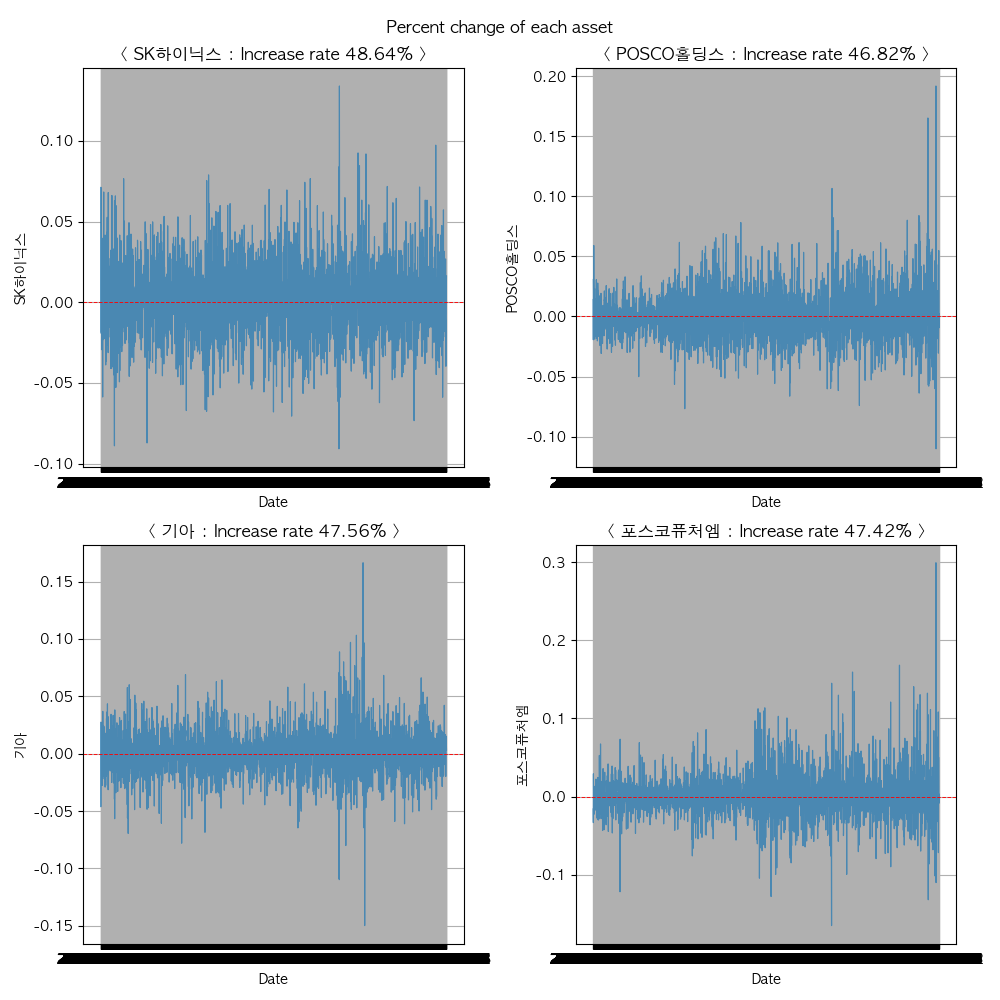 Percent change of each asset
〈 SK하이닉스 : Increase rate 48.64% 〉
〈 POSCO홀딩스 : Increase rate 46.82% 〉
SK하이닉스
0.10
0.05
0.00
-0.05
-0.10
Date
POSCO홀딩스
0.20
0.15
0.10
0.05
0.00
-0.05
-0.10
Date
〈 기아 : Increase rate 47.56% 〉
〈 포스코퓨처엠 : Increase rate 47.42% 〉
기아
0.15
0.10
0.05
0.00
-0.05
-0.10
-0.15
Date
포스코퓨처엠
0.3
0.2
0.1
0.0
-0.1
Date